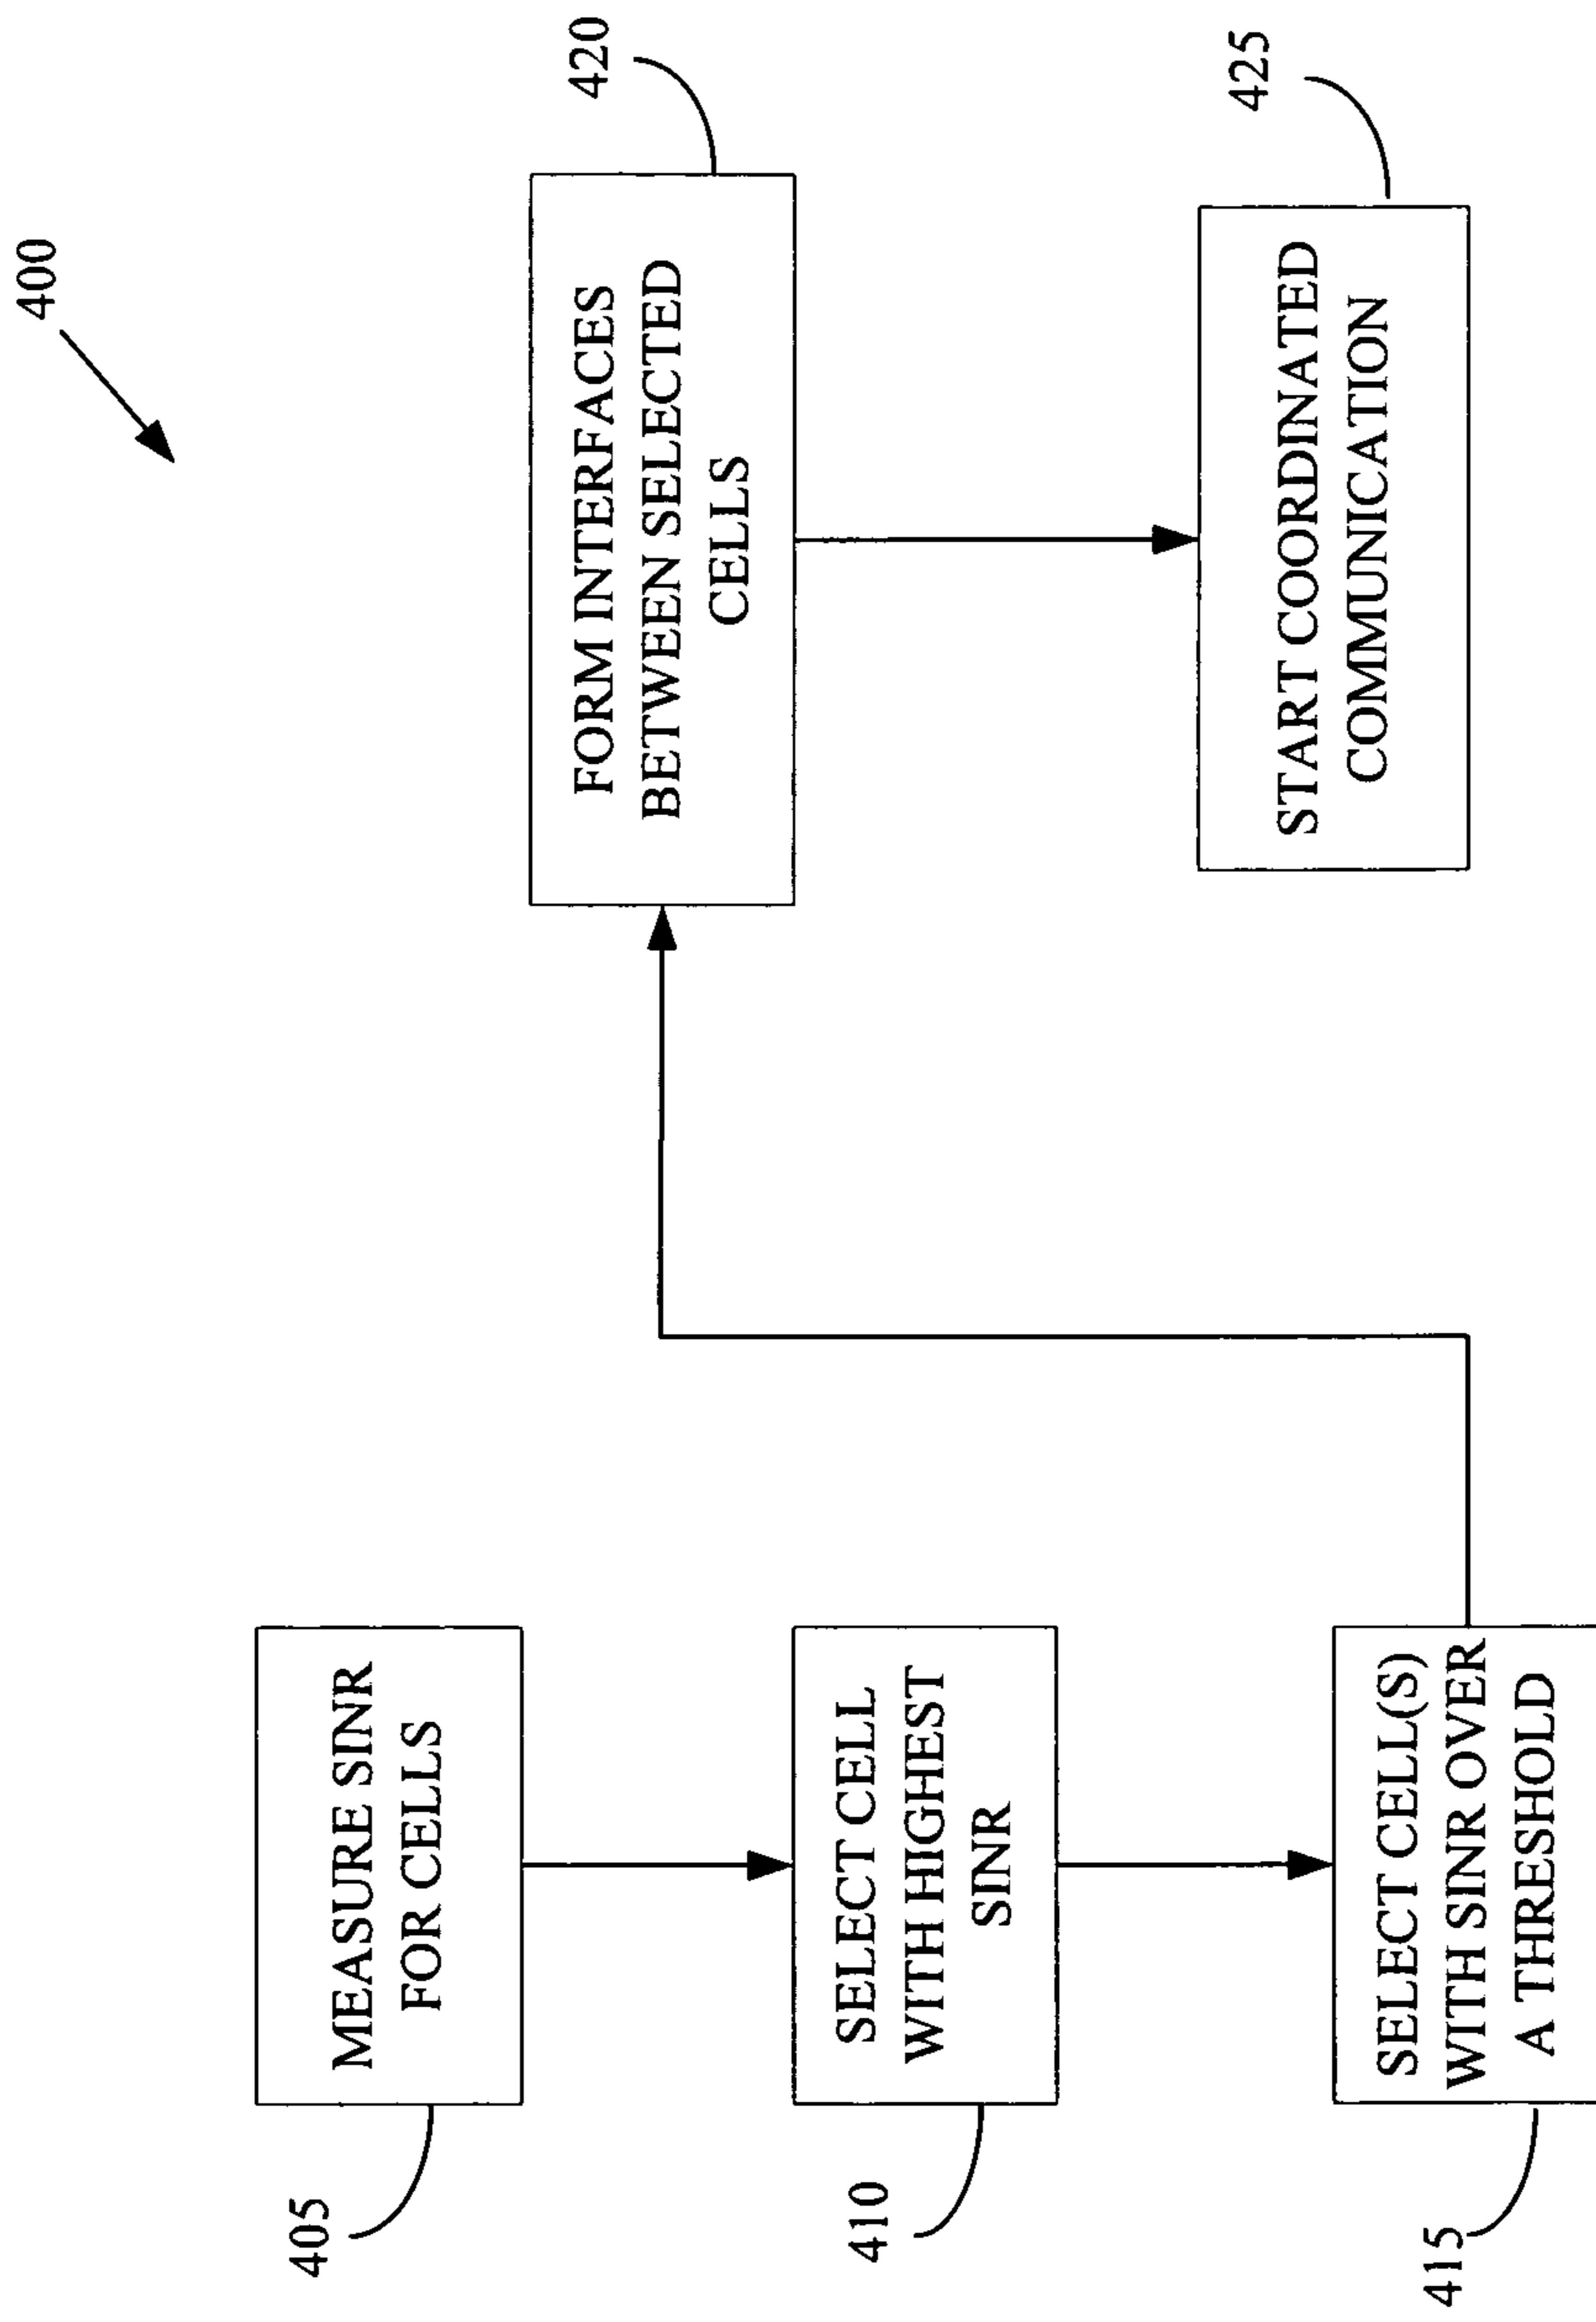 400
405
MEASURE SINR
FOR CELLS
410
SELECT CELL
WITH HIGHEST
SINR
415
SELECT CELL(S)
WITH SINR OVER
A THRESHOLD
420
FORM INTERFACES
BETWEEN SELECTED
CELLS
425
START COORDINATED
COMMUNICATION